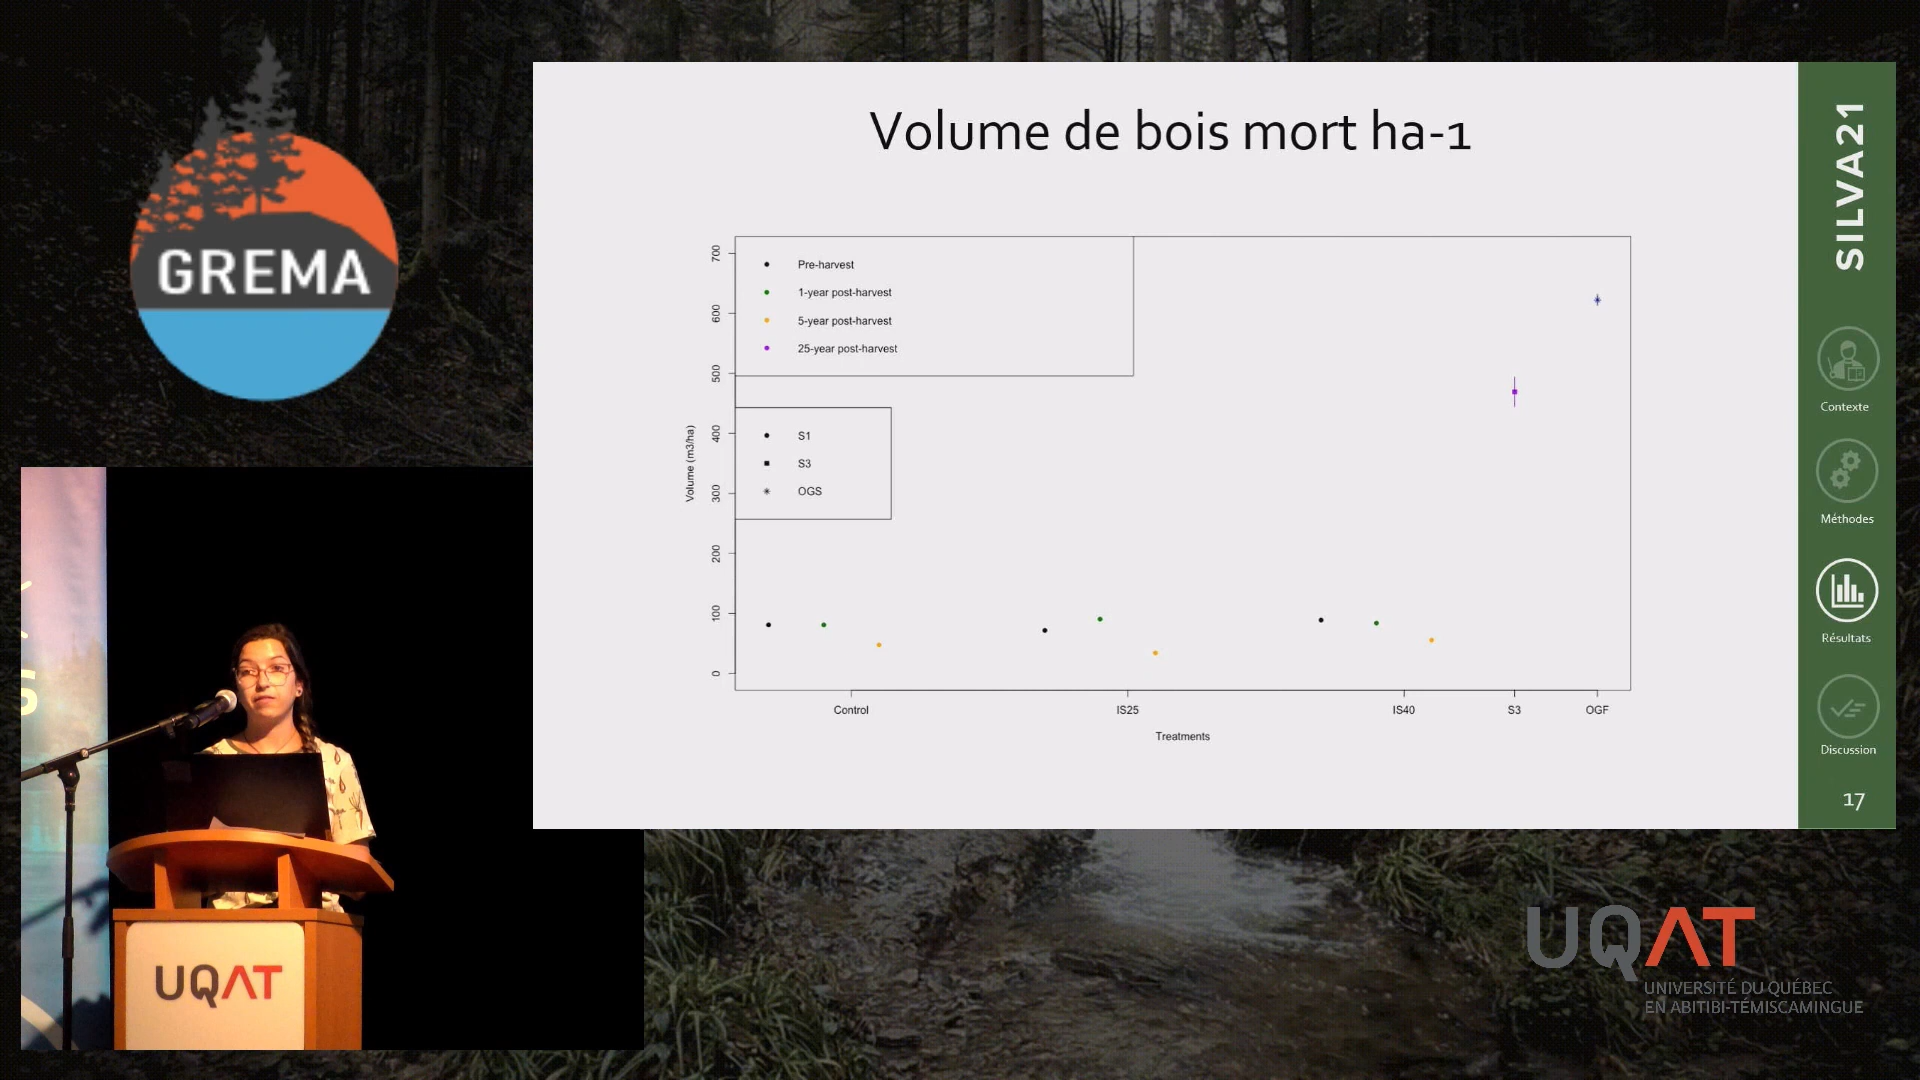 GREMA
Volume de bois mort ha-1
Pre-harvest
1-year post-harvest
5-year post-harvest
25-year post-harvest
S1
S3
OGS
Volume (m3/ha)
700
600
500
400
300
200
100
0
Control
IS25
IS40
S3
OGF
Treatments
SILVA21
Contexte
Méthodes
Résultats
Discussion
17
UQAT
UQAT
UNIVERSITÉ DU QUÉBEC
EN ABITIBI-TÉMISCAMINGUE